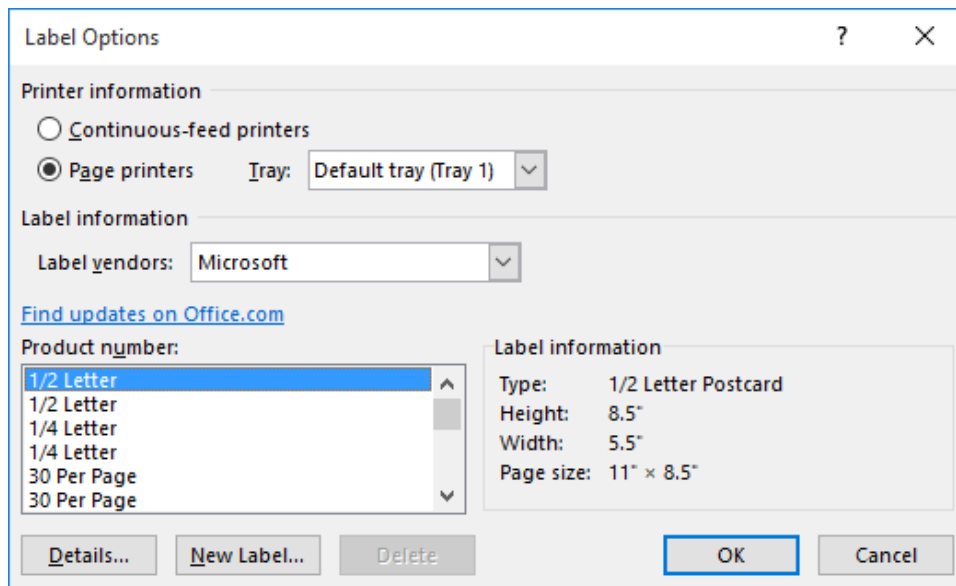 Label Options
?
Printer information
Continuous-feed printers
Page printers Tray: Default tray (Tray 1)
Label information
Label vendors: Microsoft
Find updates on Office.com
Product number:
1/2 Letter
1/2 Letter
1/4 Letter
1/4 Letter
30 Per Page
30 Per Page
Label information
Type: 1/2 Letter Postcard
Height: 8.5"
Width: 5.5"
Page size: 11" × 8.5"
Details... New Label... Delete OK Cancel